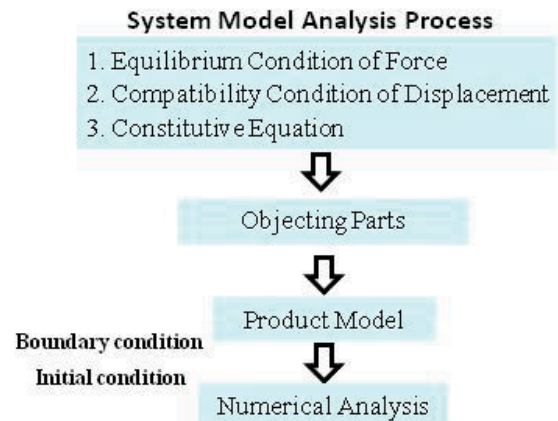 System Model Analysis Process
1. Equilibrium Condition of Force
2. Compatibility Condition of Displacement
3. Constitutive Equation
Objecting Parts
Product Model
Boundary condition
Initial condition
Numerical Analysis